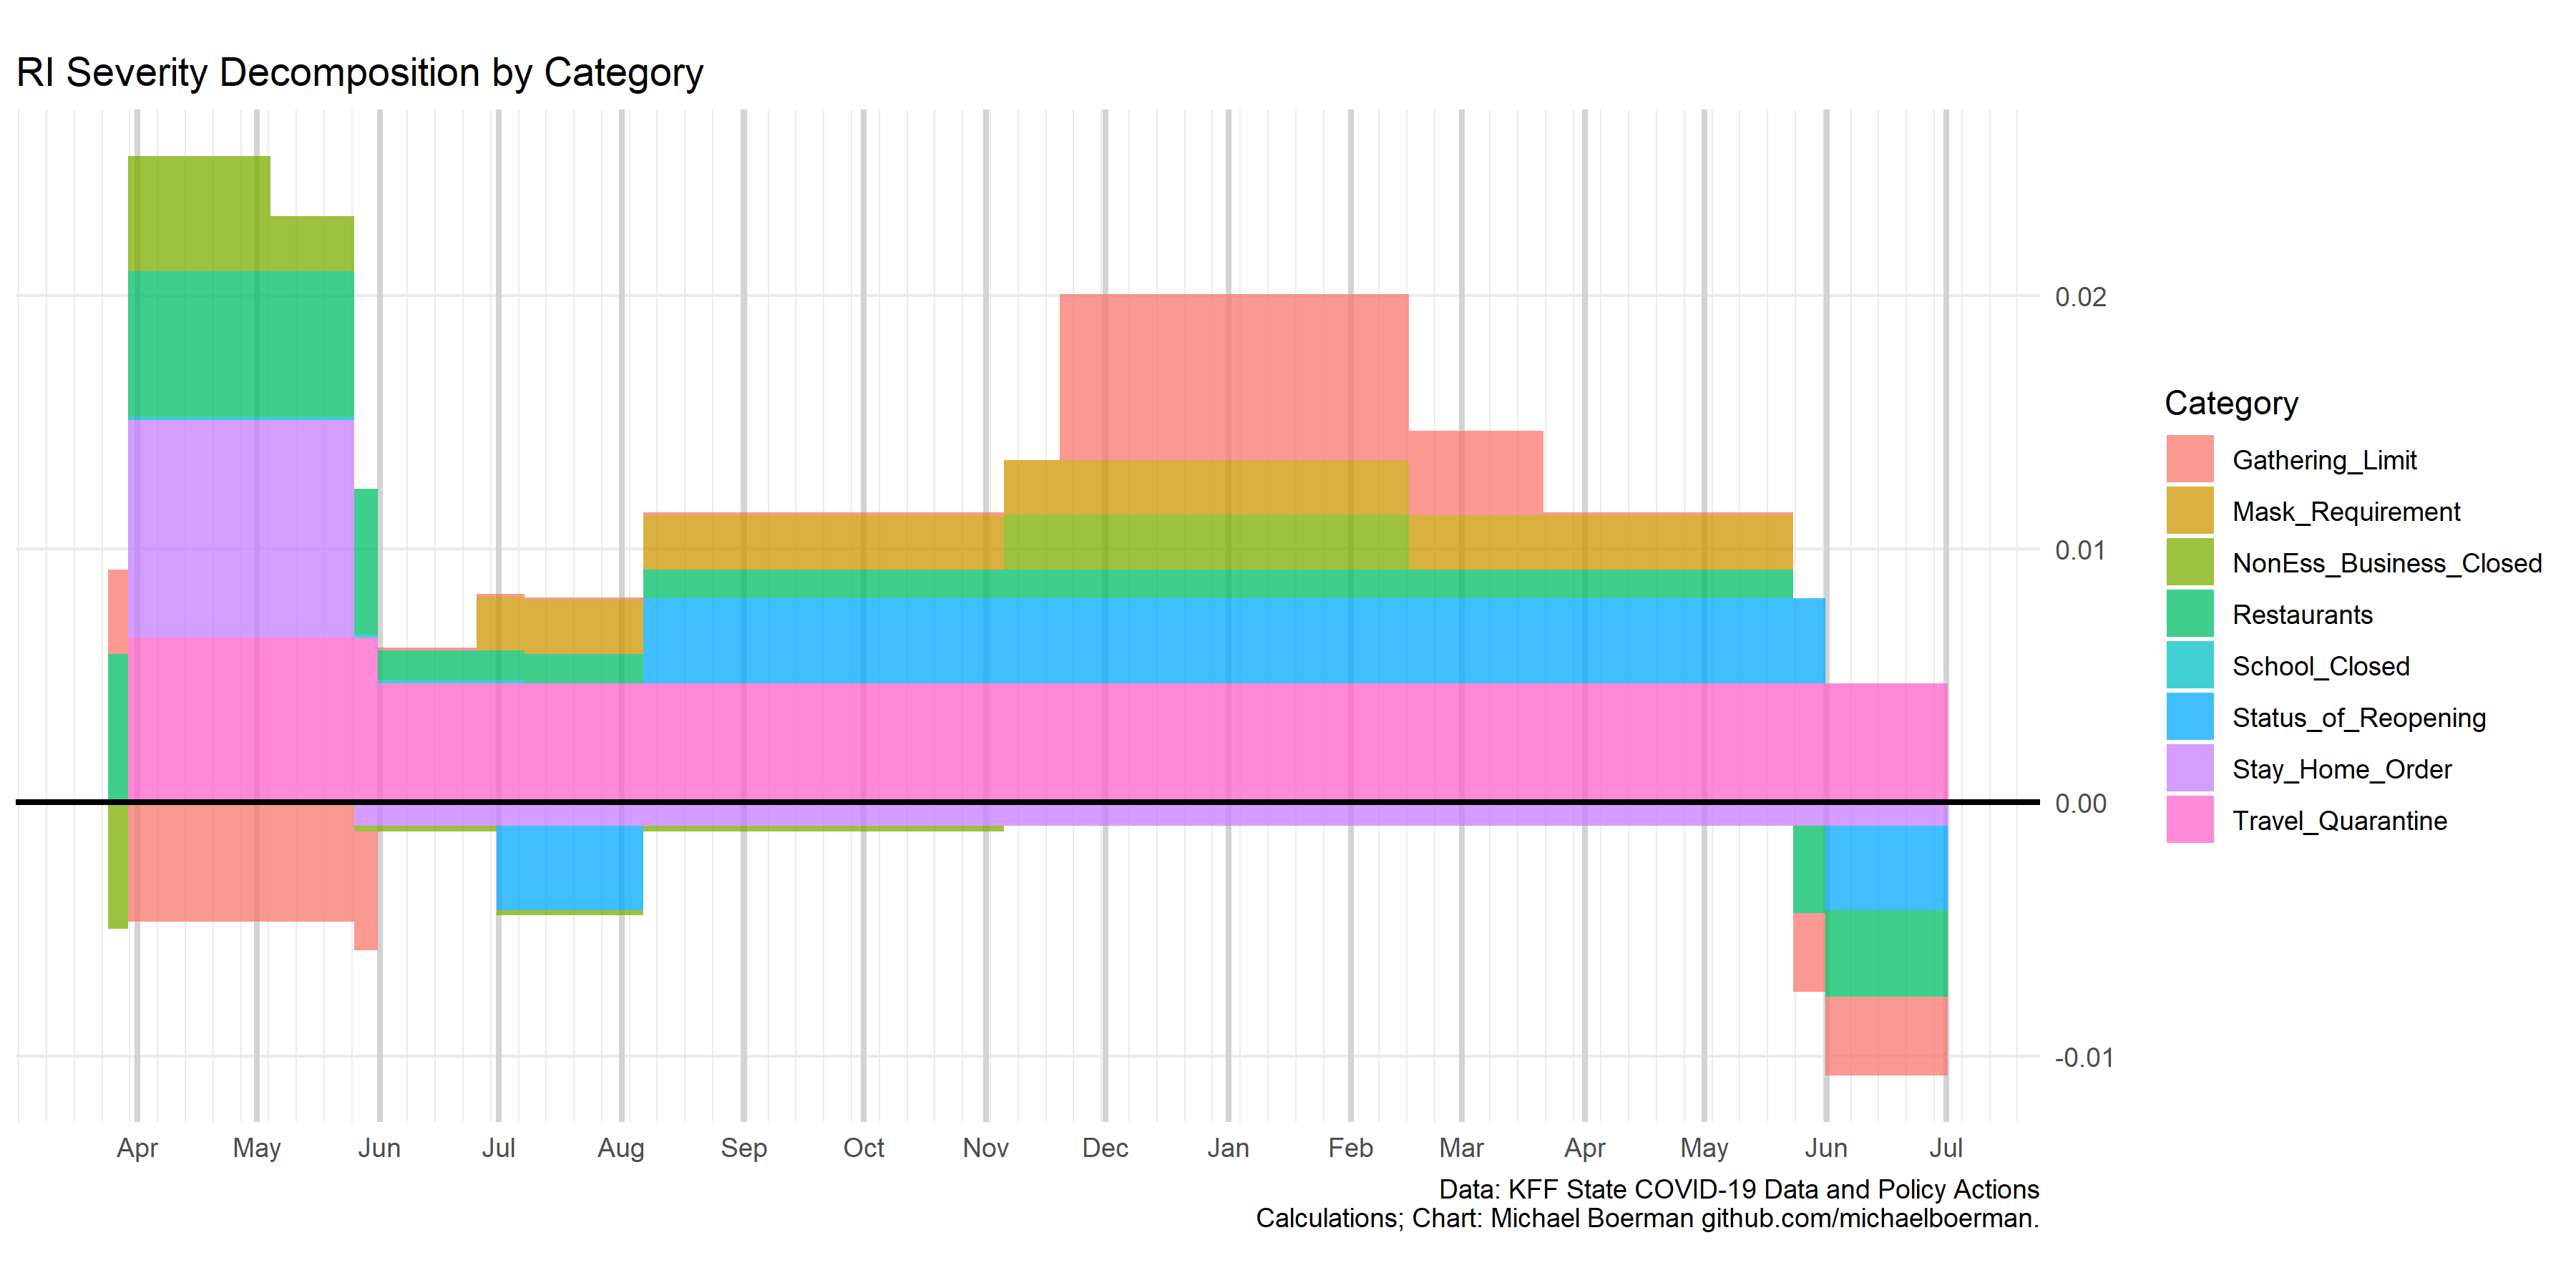 RI Severity Decomposition by Category
0.02
0.01
0.00
-0.01
Apr May Jun Jul Aug Sep Oct Nov Dec Jan Feb Mar Apr May Jun Jul
Category
Gathering_Limit
Mask_Requirement
NonEss_Business_Closed
Restaurants
School_Closed
Status_of_Reopening
Stay_Home_Order
Travel_Quarantine
Data: KFF State COVID-19 Data and Policy Actions
Calculations; Chart: Michael Boerman github.com/michaelboerman.